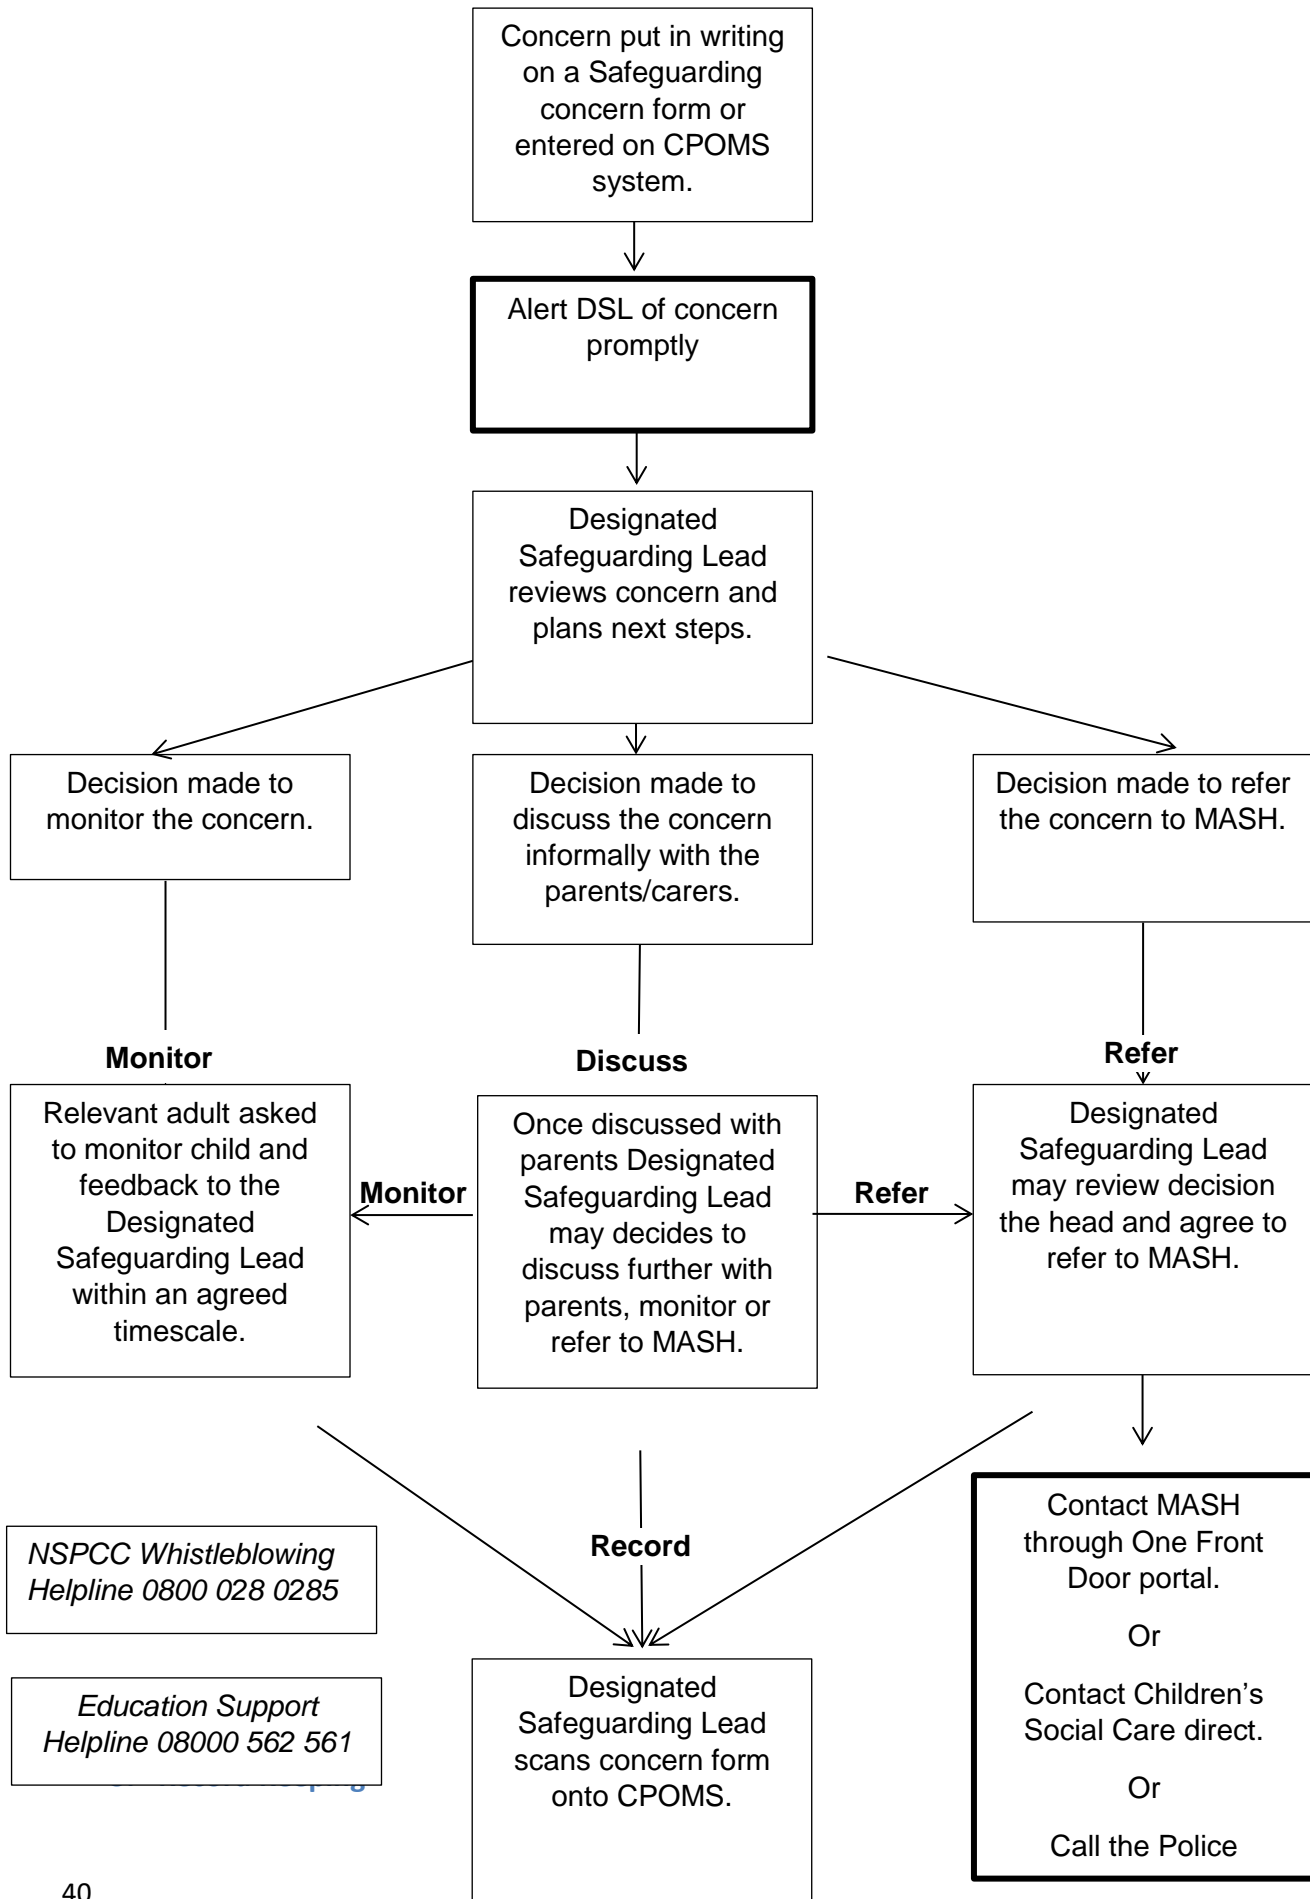 Concern put in writing
on a Safeguarding
concern form or
entered on CPOMS
system.
Alert DSL of concern
promptly
Designated
Safeguarding Lead
reviews concern and
plans next steps.
Decision made to
monitor the concern.
Decision made to
discuss the concern
informally with the
parents/carers.
Decision made to refer
the concern to MASH.
Monitor
Discuss
Refer
Relevant adult asked
to monitor child and
feedback to the
Designated
Safeguarding Lead
within an agreed
timescale.
Monitor
Once discussed with
parents Designated
Safeguarding Lead
may decides to
discuss further with
parents, monitor or
refer to MASH.
Refer
Designated
Safeguarding Lead
may review decision
the head and agree to
refer to MASH.
Record
NSPCC Whistleblowing
Helpline 0800 028 0285
Education Support
Helpline 08000 562 561
Designated
Safeguarding Lead
scans concern form
onto CPOMS.
Contact MASH
through One Front
Door portal.
Or
Contact Children's
Social Care direct.
Or
Call the Police
40